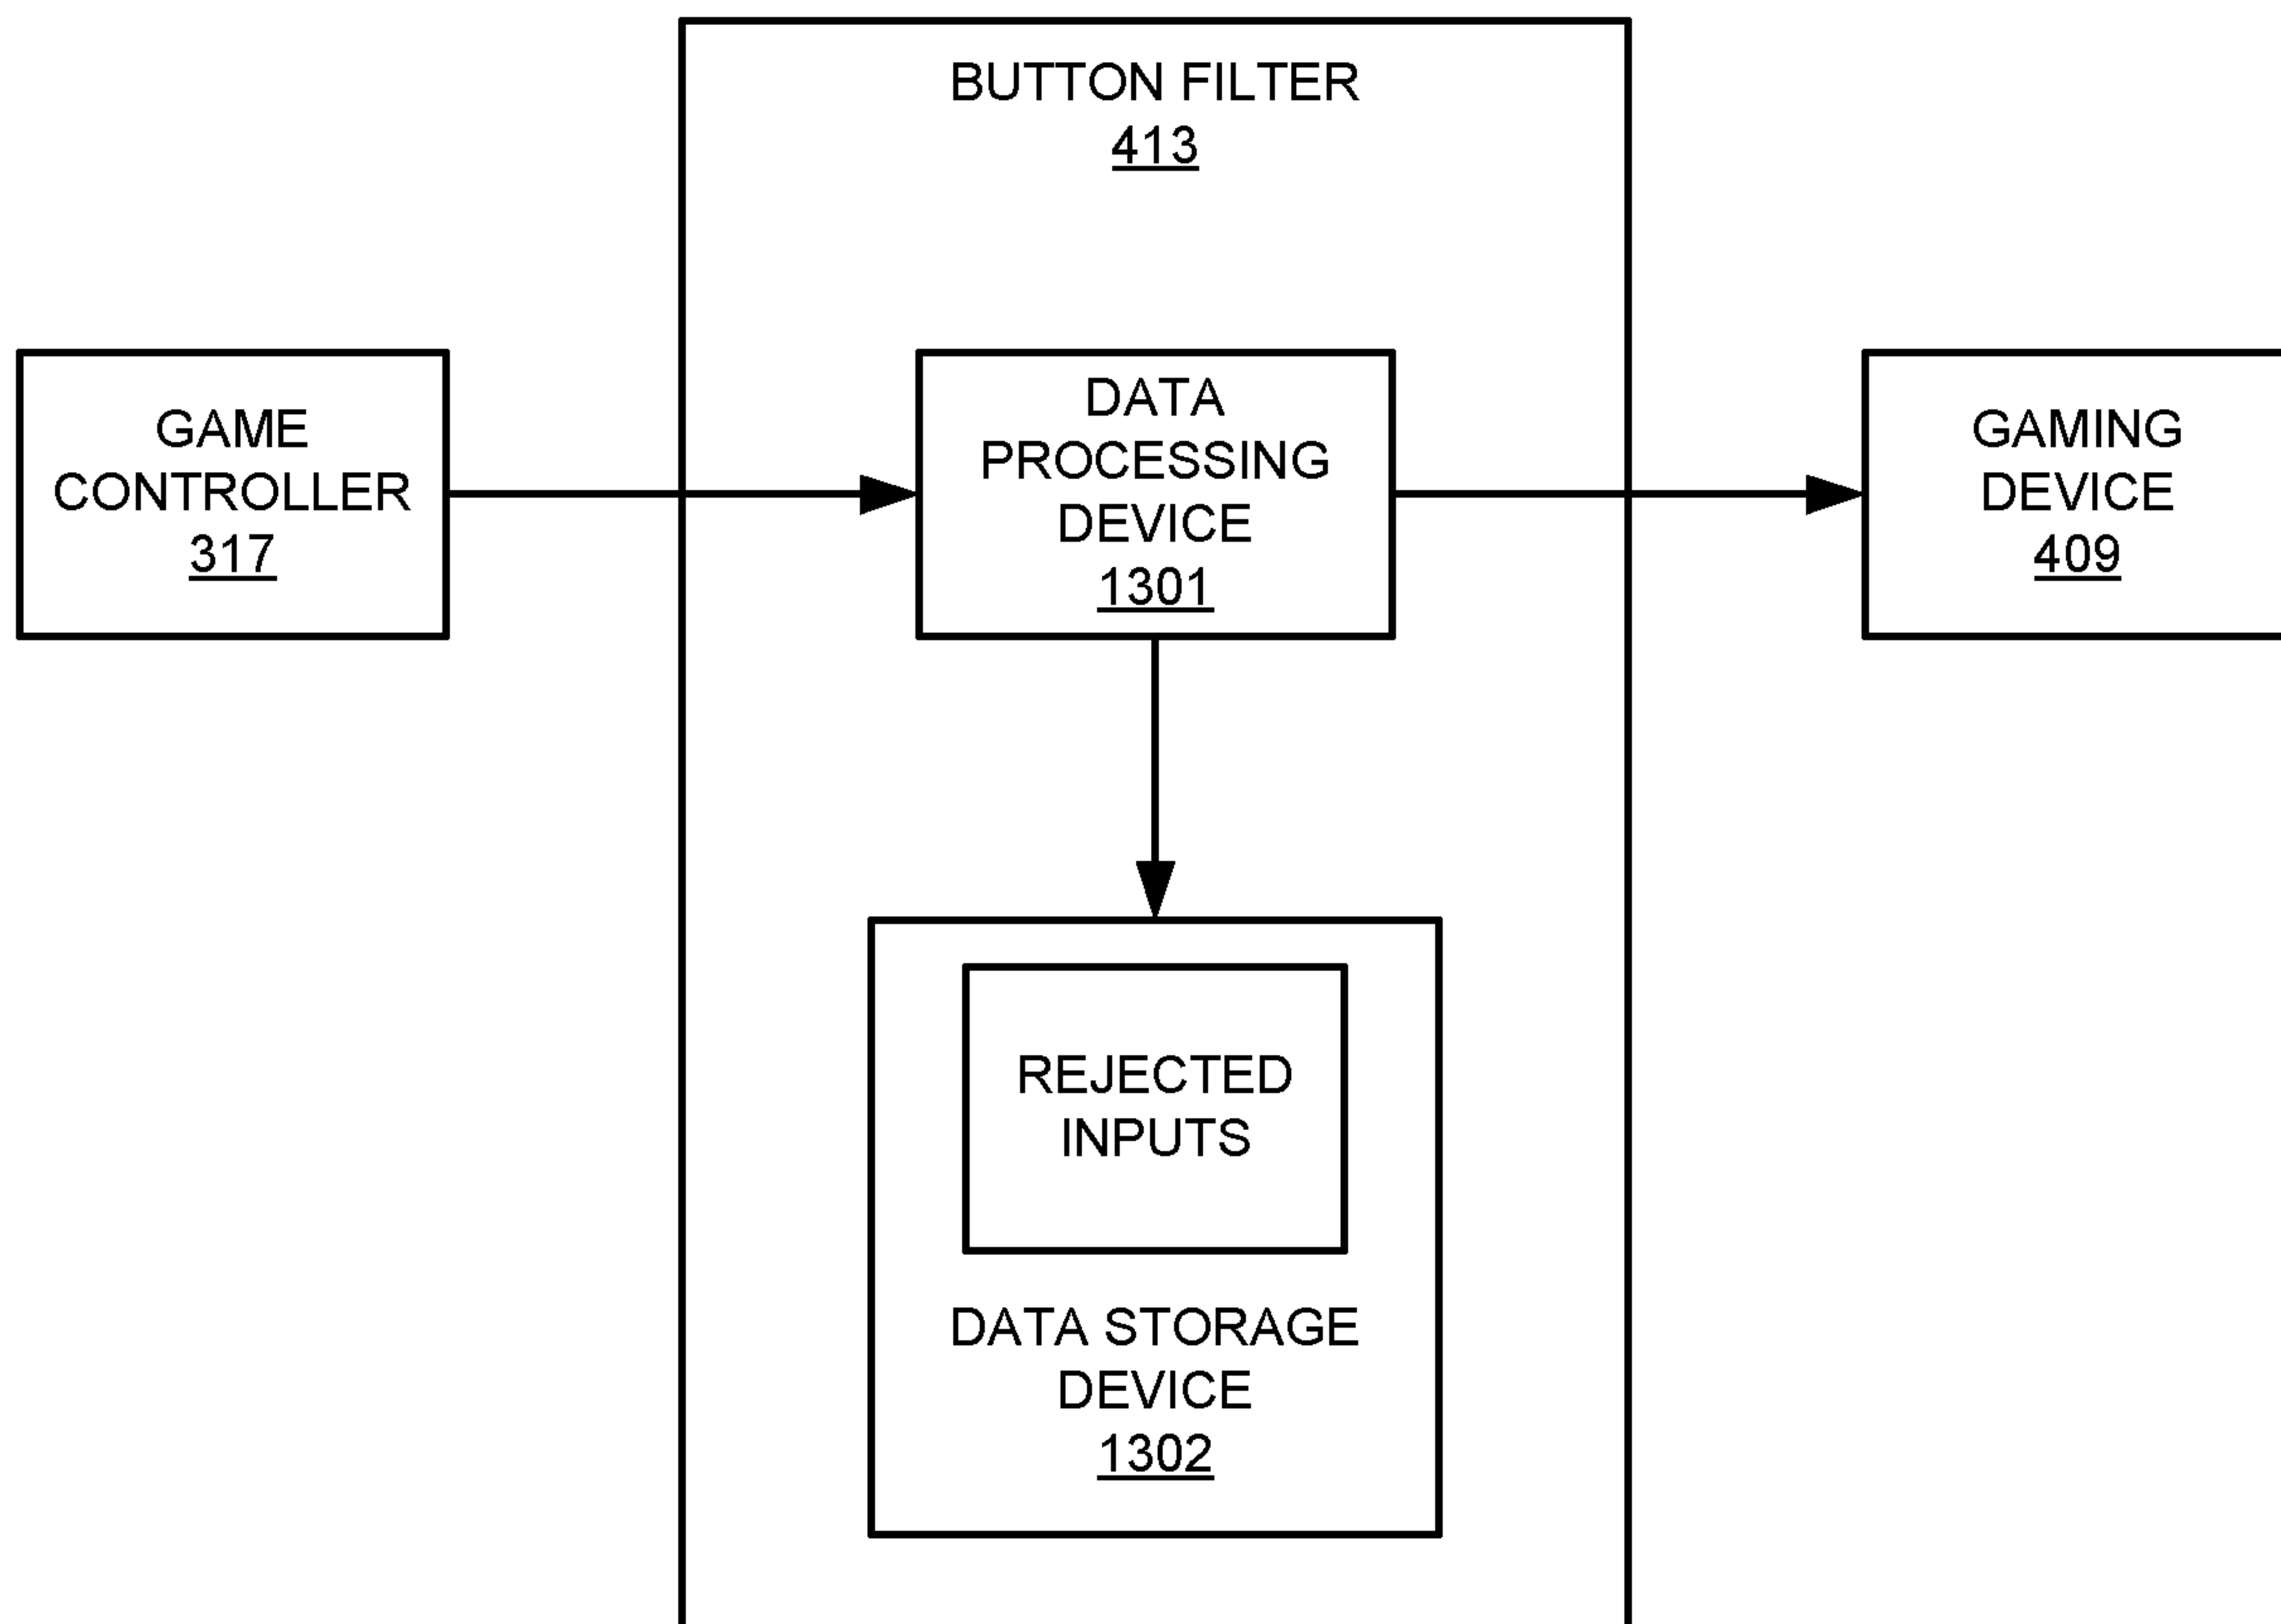 BUTTON FILTER
413
GAME
CONTROLLER
317
DATA
PROCESSING
DEVICE
1301
GAMING
DEVICE
409
REJECTED
INPUTS
DATA STORAGE
DEVICE
1302